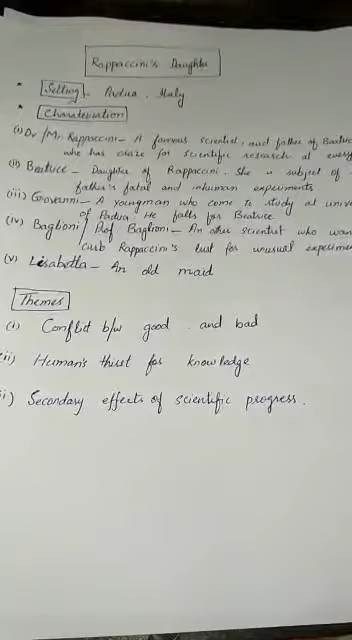 Rappaccini's Daughter
* Setting - Padua, Italy
* Characterization
(i) Dr/Mr. Rappaccini - A famous scientist, and father of Beatric
who has craze for scientific research at every
(ii) Beatrice - Daughter of Rappaccini. She is subject of
father's fatal and inhuman experiments
(iii) Geovanni - A youngman who come to study at unive
of Padua. He falls for Beatrice
(iv) Baglioni / Prof Baglioni - An other scientist who wan
curb Rappaccini's lust for unusual experime
(v) Lisabetta - An old maid
Themes
(i) Conflict b/w good and bad
ii) Human's thirst for knowledge
i) Secondary effects of scientific progress.